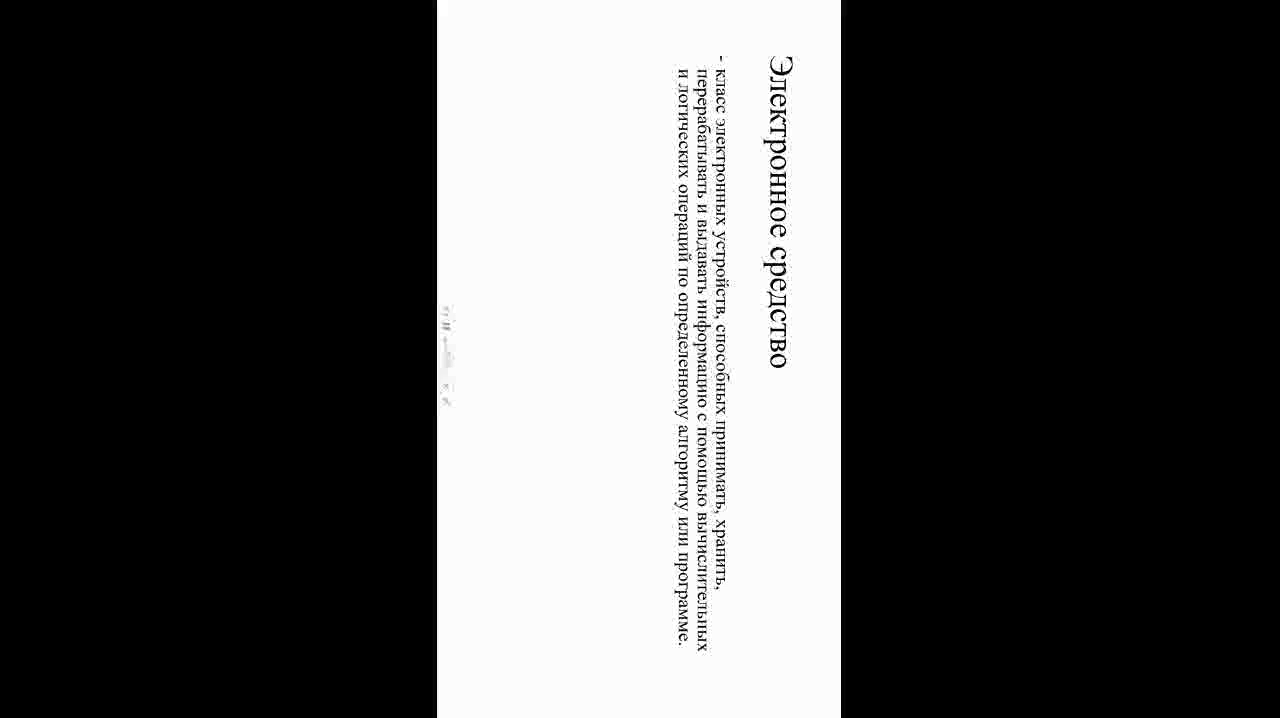 Электронное средство
- класс электронных устройств, способных принимать, хранить,
перерабатывать и выдавать информацию с помощью вычислительных
и логических операций по определенному алгоритму или программе.